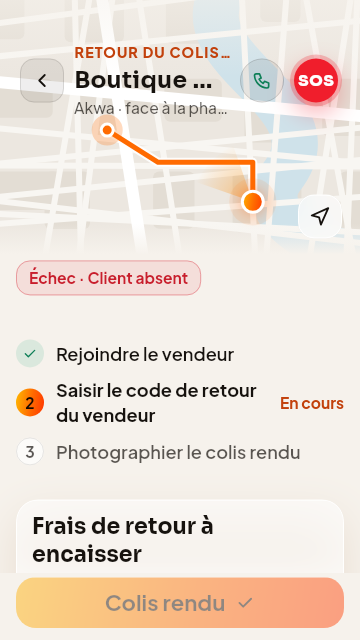 RETOUR DU COLIS…
Boutique …
Akwa · face à la pha…
SOS
Échec · Client absent
Rejoindre le vendeur
2
Saisir le code de retour
du vendeur
En cours
3
Photographier le colis rendu
Frais de retour à
encaisser
Colis rendu